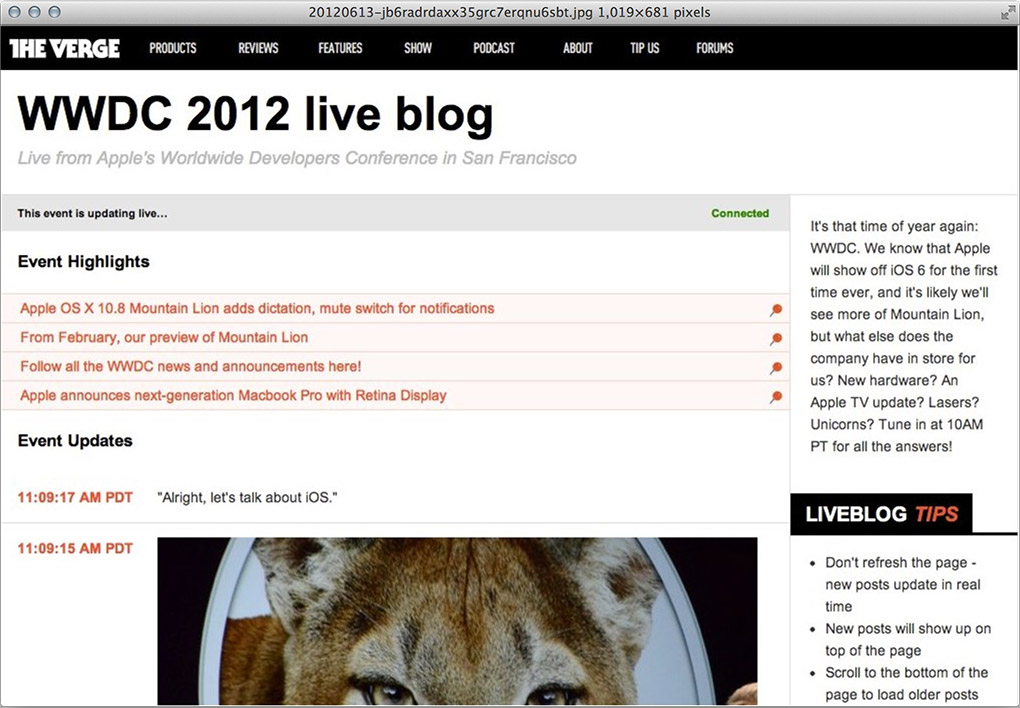 20120613-jb6radrdaxx35grc7erqnu6sbt.jpg 1,019×681 pixels
THE VERGE PRODUCTS REVIEWS FEATURES SHOW PODCAST ABOUT TIP US FORUMS
WWDC 2012 live blog
Live from Apple's Worldwide Developers Conference in San Francisco
This event is updating live… Connected
Event Highlights
Apple OS X 10.8 Mountain Lion adds dictation, mute switch for notifications
From February, our preview of Mountain Lion
Follow all the WWDC news and announcements here!
Apple announces next-generation Macbook Pro with Retina Display
Event Updates
11:09:17 AM PDT "Alright, let's talk about iOS."
11:09:15 AM PDT
It's that time of year again:
WWDC. We know that Apple
will show off iOS 6 for the first
time ever, and it's likely we'll
see more of Mountain Lion,
but what else does the
company have in store for
us? New hardware? An
Apple TV update? Lasers?
Unicorns? Tune in at 10AM
PT for all the answers!
LIVEBLOG TIPS
• Don't refresh the page -
new posts update in real
time
• New posts will show up on
top of the page
• Scroll to the bottom of the
page to load older posts